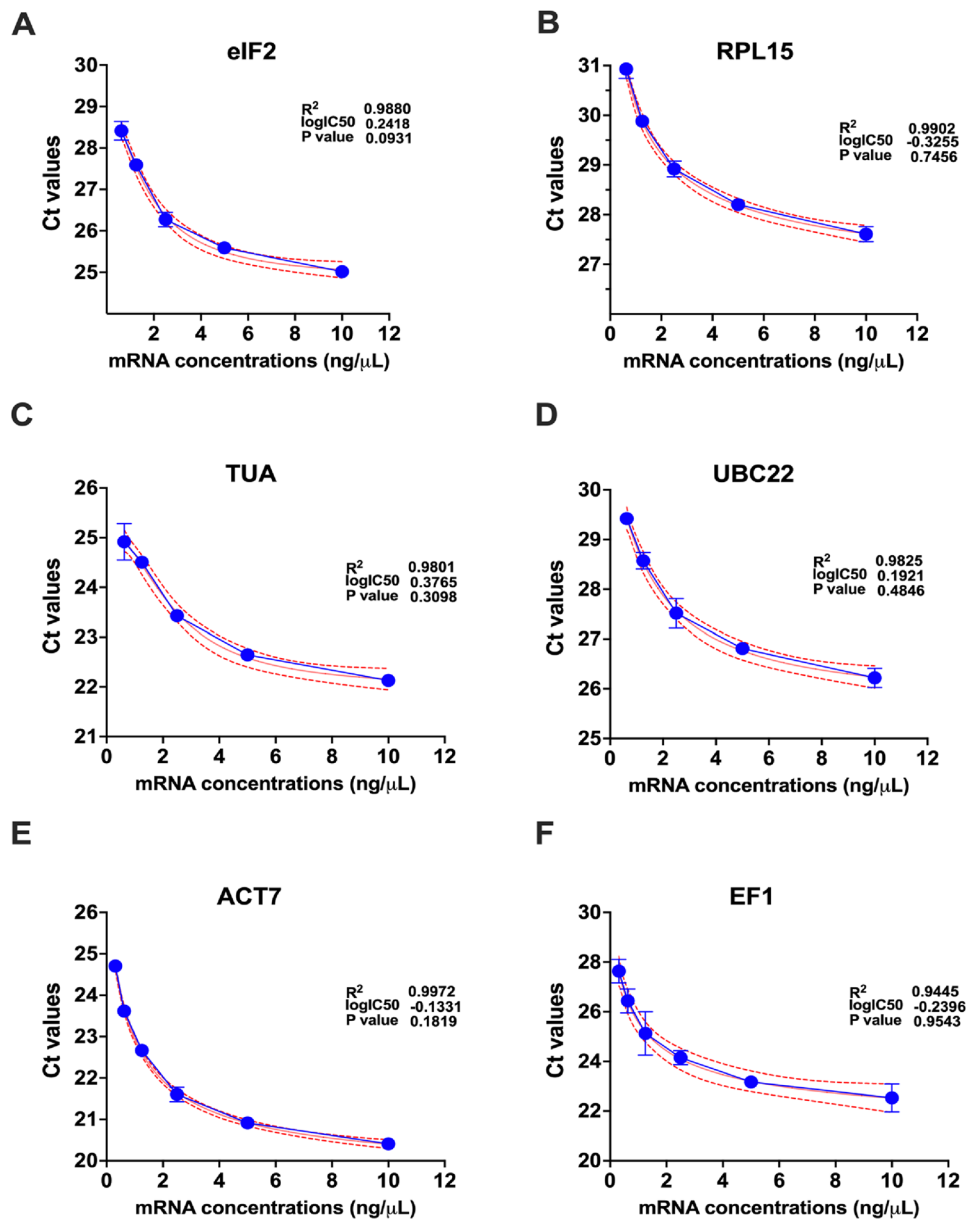 A
eIF2
30
29
28
27
26
25
Ct values
R2 0.9880
logIC50 0.2418
P value 0.0931
2 4 6 8 10 12
mRNA concentrations (ng/μL)
B
RPL15
31
30
29
28
27
Ct values
R2 0.9902
logIC50 -0.3255
P value 0.7456
0 2 4 6 8 10 12
mRNA concentrations (ng/μL)
C
TUA
26
25
24
23
22
21
Ct values
R2 0.9801
logIC50 0.3765
P value 0.3098
0 2 4 6 8 10 12
mRNA concentrations (ng/μL)
D
UBC22
30
29
28
27
26
25
Ct values
R2 0.9825
logIC50 0.1921
P value 0.4846
0 2 4 6 8 10 12
mRNA concentrations (ng/μL)
E
ACT7
26
25
24
23
22
21
20
Ct values
R2 0.9972
logIC50 -0.1331
P value 0.1819
0 2 4 6 8 10 12
mRNA concentrations (ng/μL)
F
EF1
30
28
26
24
22
20
Ct values
R2 0.9445
logIC50 -0.2396
P value 0.9543
0 2 4 6 8 10 12
mRNA concentrations (ng/μL)